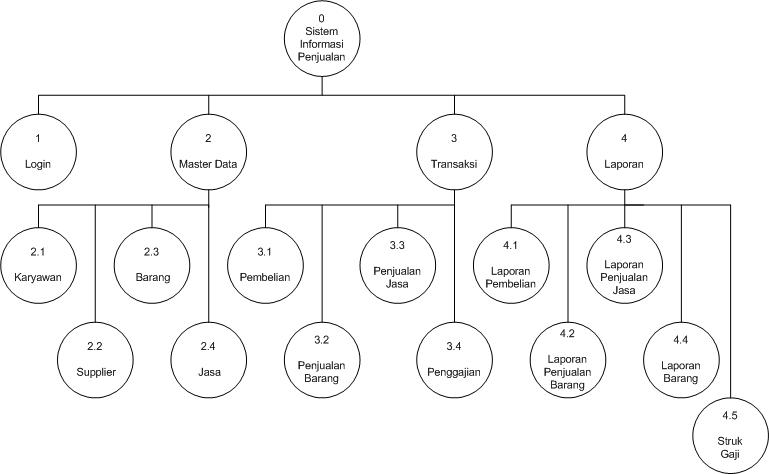 0
Sistem
Informasi
Penjualan
1
Login
2
Master Data
3
Transaksi
4
Laporan
2.1
Karyawan
2.3
Barang
3.1
Pembelian
3.3
Penjualan
Jasa
4.1
Laporan
Pembelian
4.3
Laporan
Penjualan
Jasa
2.2
Supplier
2.4
Jasa
3.2
Penjualan
Barang
3.4
Penggajian
4.2
Laporan
Penjualan
Barang
4.4
Laporan
Barang
4.5
Struk
Gaji